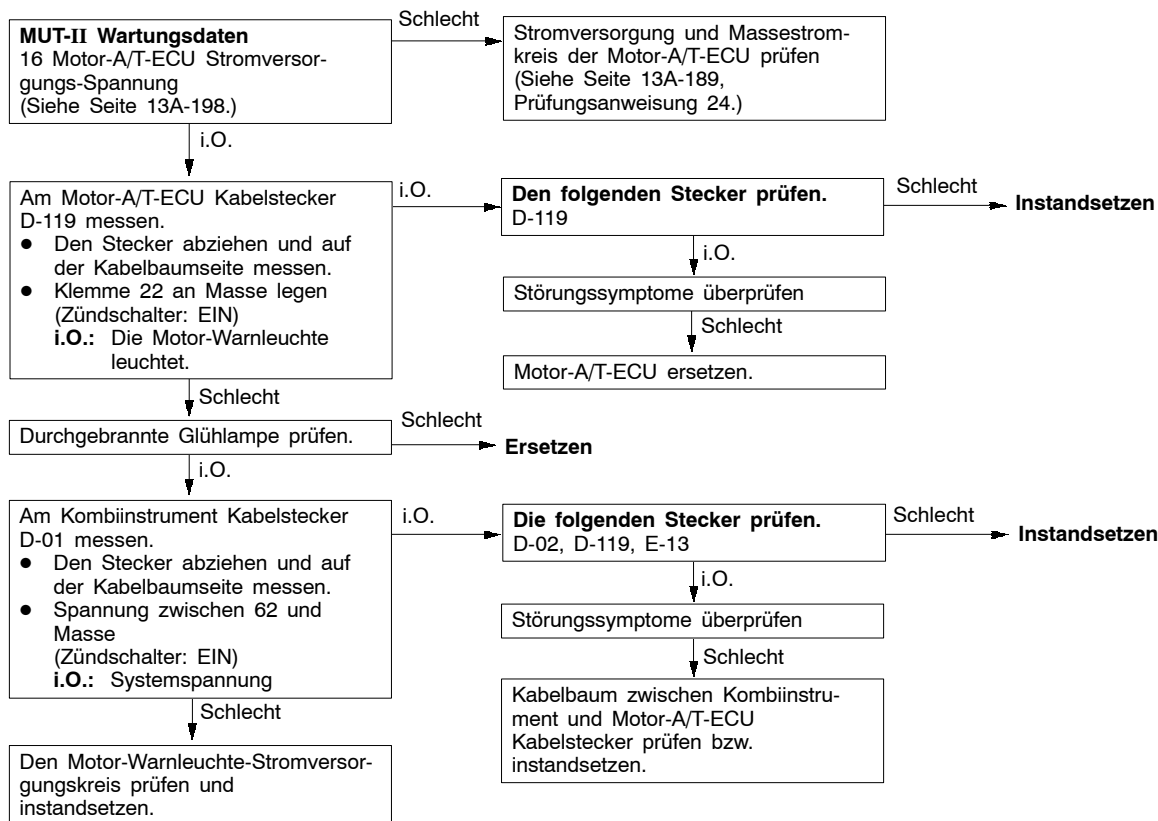 MUT-II Wartungsdaten
16 Motor-A/T-ECU Stromversor-
gungs-Spannung
(Siehe Seite 13A-198.)
Schlecht
Stromversorgung und Massestrom-
kreis der Motor-A/T-ECU prüfen
(Siehe Seite 13A-189,
Prüfungsanweisung 24.)
i.O.
Am Motor-A/T-ECU Kabelstecker
D-119 messen.
● Den Stecker abziehen und auf
der Kabelbaumseite messen.
● Klemme 22 an Masse legen
(Zündschalter: EIN)
i.O.: Die Motor-Warnleuchte
leuchtet.
i.O.
Den folgenden Stecker prüfen.
D-119
Schlecht
Instandsetzen
i.O.
Störungssymptome überprüfen
Schlecht
Motor-A/T-ECU ersetzen.
Schlecht
Durchgebrannte Glühlampe prüfen.
Schlecht
Ersetzen
i.O.
Am Kombiinstrument Kabelstecker
D-01 messen.
● Den Stecker abziehen und auf
der Kabelbaumseite messen.
● Spannung zwischen 62 und
Masse
(Zündschalter: EIN)
i.O.: Systemspannung
i.O.
Die folgenden Stecker prüfen.
D-02, D-119, E-13
Schlecht
Instandsetzen
i.O.
Störungssymptome überprüfen
Schlecht
Kabelbaum zwischen Kombiinstru-
ment und Motor-A/T-ECU
Kabelstecker prüfen bzw.
instandsetzen.
Schlecht
Den Motor-Warnleuchte-Stromversor-
gungskreis prüfen und
instandsetzen.